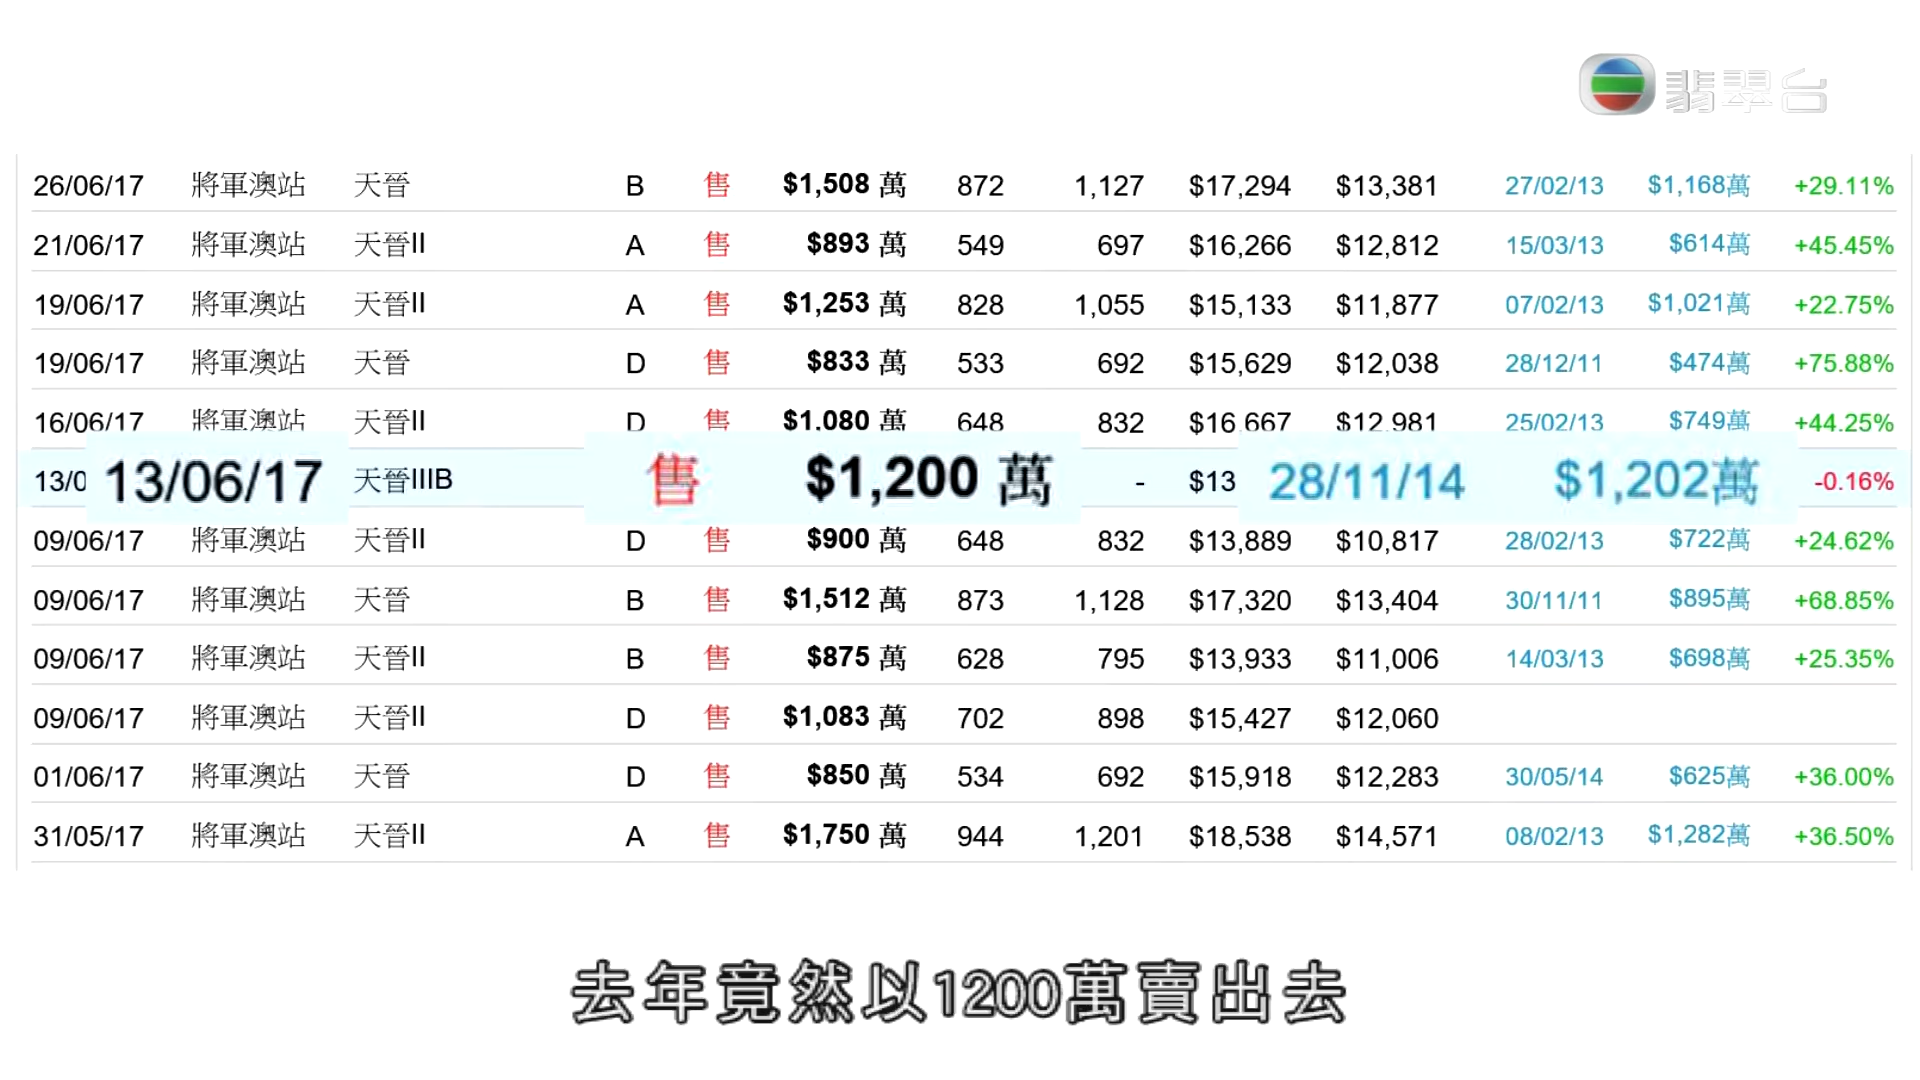 翡翠台
26/06/17 將軍澳站 天晉 B 售 $1,508 萬 872 1,127 $17,294 $13,381 27/02/13 $1,168萬 +29.11%
21/06/17 將軍澳站 天晉II A 售 $893 萬 549 697 $16,266 $12,812 15/03/13 $614萬 +45.45%
19/06/17 將軍澳站 天晉II A 售 $1,253 萬 828 1,055 $15,133 $11,877 07/02/13 $1,021萬 +22.75%
19/06/17 將軍澳站 天晉 D 售 $833 萬 533 692 $15,629 $12,038 28/12/11 $474萬 +75.88%
16/06/17 將軍澳站 天晉II D 售 $1,080 萬 648 832 $16,667 $12,981 25/02/13 $749萬 +44.25%
13/0 13/06/17 天晉IIIB 售 $1,200 萬 - $13 28/11/14 $1,202萬 -0.16%
09/06/17 將軍澳站 天晉II D 售 $900 萬 648 832 $13,889 $10,817 28/02/13 $722萬 +24.62%
09/06/17 將軍澳站 天晉 B 售 $1,512 萬 873 1,128 $17,320 $13,404 30/11/11 $895萬 +68.85%
09/06/17 將軍澳站 天晉II B 售 $875 萬 628 795 $13,933 $11,006 14/03/13 $698萬 +25.35%
09/06/17 將軍澳站 天晉II D 售 $1,083 萬 702 898 $15,427 $12,060
01/06/17 將軍澳站 天晉 D 售 $850 萬 534 692 $15,918 $12,283 30/05/14 $625萬 +36.00%
31/05/17 將軍澳站 天晉II A 售 $1,750 萬 944 1,201 $18,538 $14,571 08/02/13 $1,282萬 +36.50%
去年竟然以1200萬賣出去